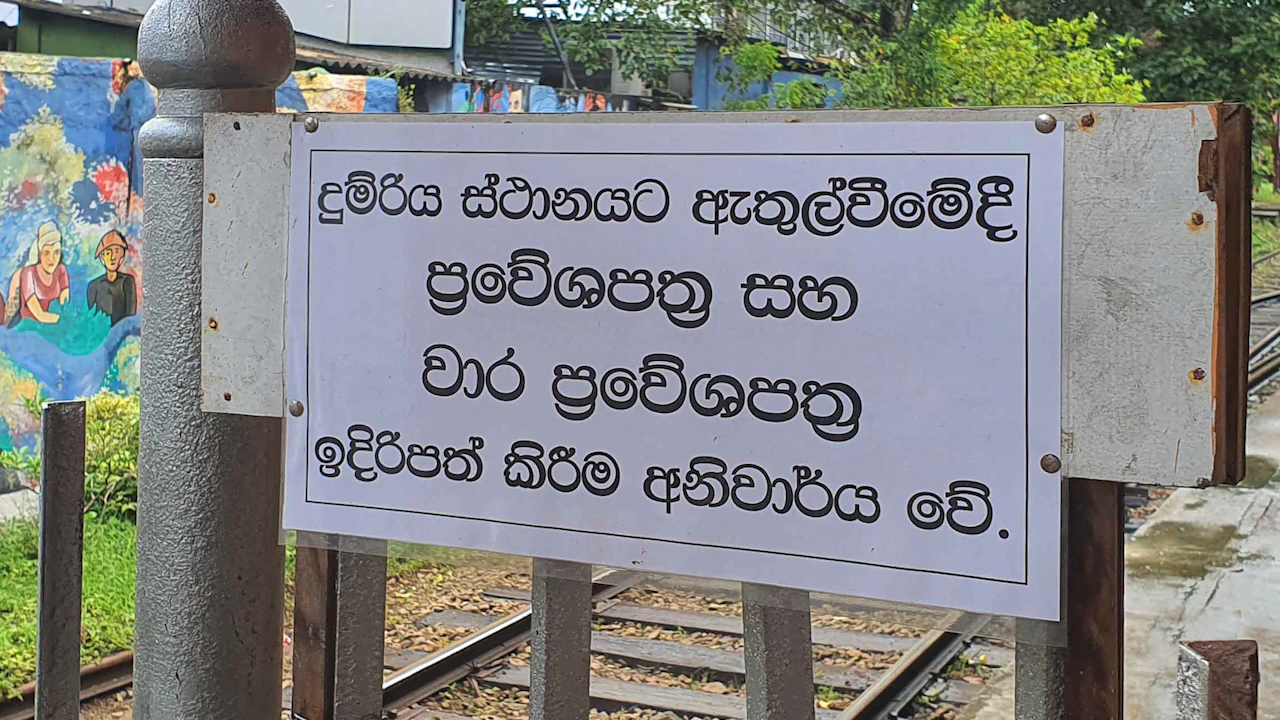 දුම්රිය ස්ථානයට ඇතුල්වීමේදී
ප්‍රවේශපත්‍ර සහ
වාර ප්‍රවේශපත්‍ර
ඉදිරිපත් කිරීම අනිවාර්ය වේ.